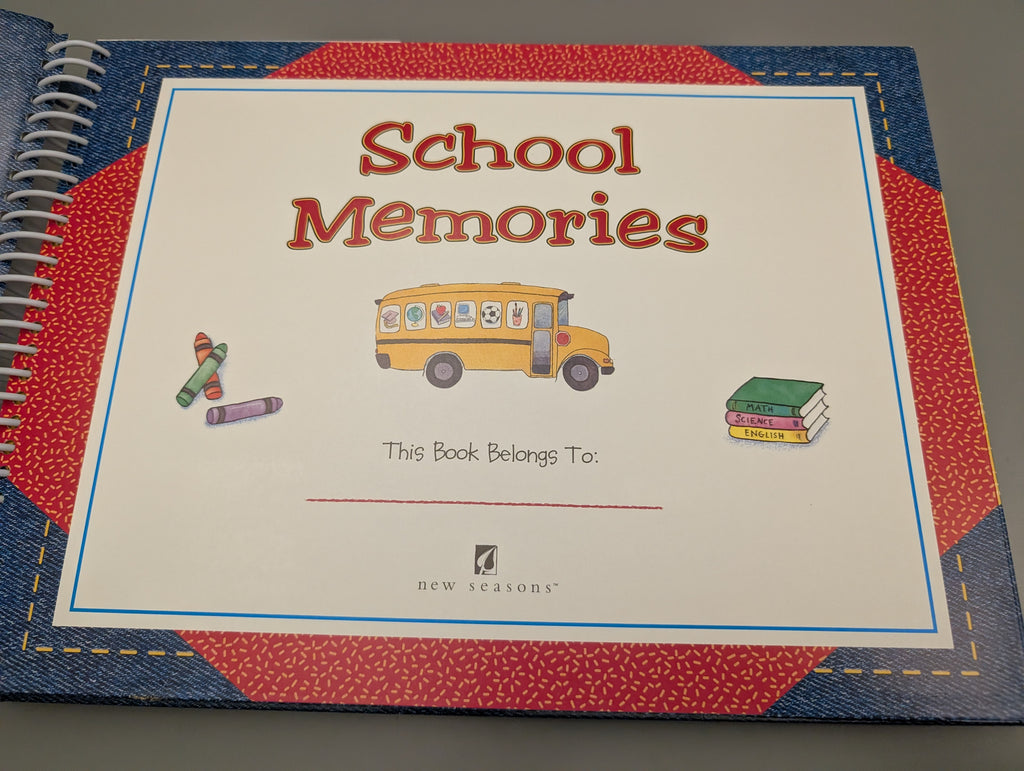 School
Memories
MATH
SCIENCE
ENGLISH
This Book Belongs To:
new seasons™